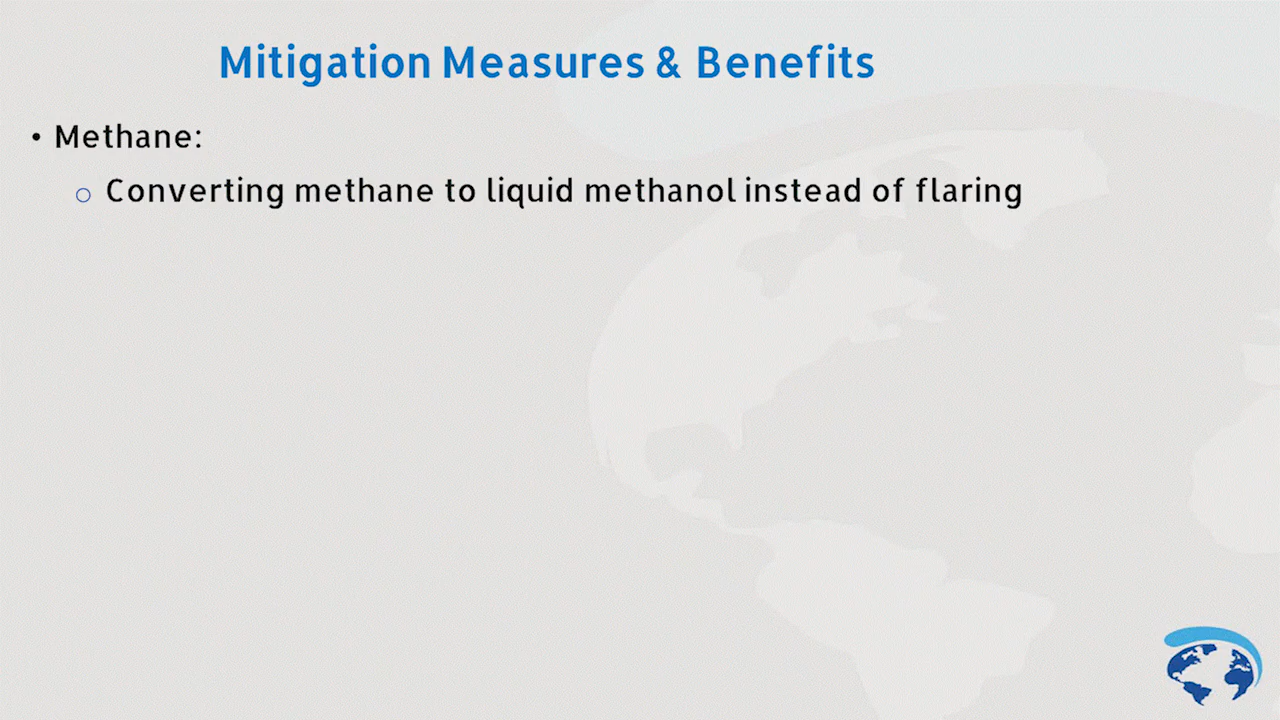 Mitigation Measures & Benefits
• Methane:
o Converting methane to liquid methanol instead of flaring